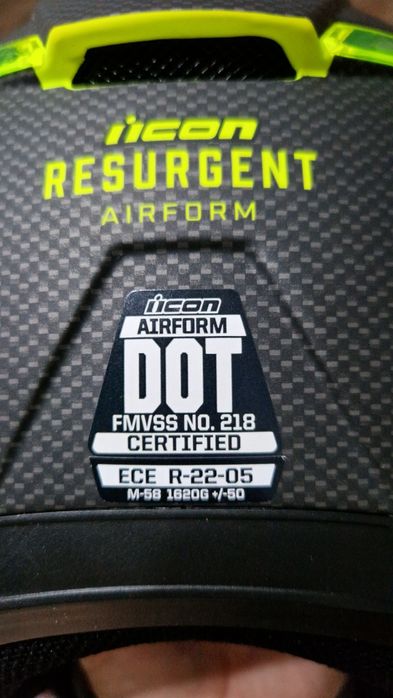 icon
RESURGENT
AIRFORM
icon
AIRFORM
DOT
FMVSS NO. 218
CERTIFIED
ECE R-22-05
M-58 1620G +/-50